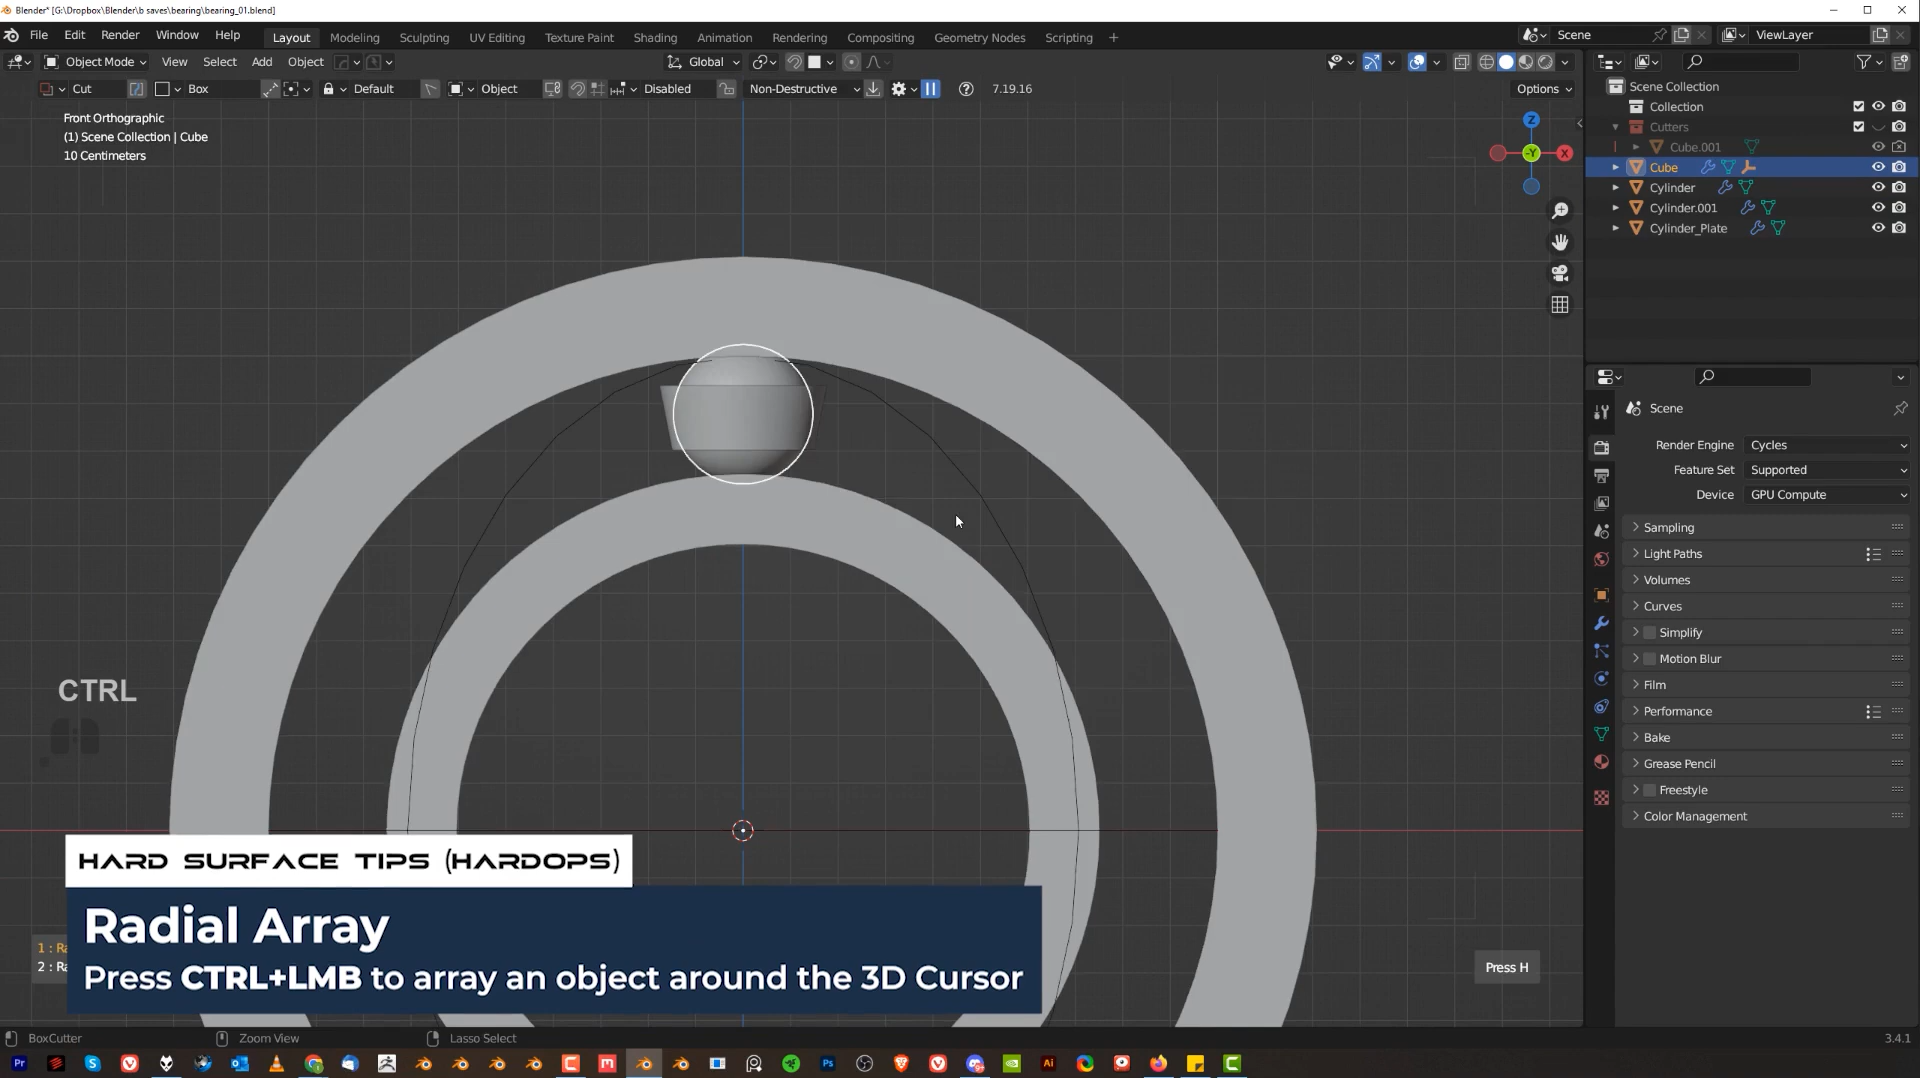 Blender* [G:\Dropbox\Blender\b saves\bearing\bearing_01.blend]
File Edit Render Window Help Layout Modeling Sculpting UV Editing Texture Paint Shading Animation Rendering Compositing Geometry Nodes Scripting + Scene ViewLayer
Object Mode View Select Add Object Global
Cut Box Default Object Disabled Non-Destructive 7.19.16 Options
Front Orthographic
(1) Scene Collection | Cube
10 Centimeters
Z
-Y
X
Scene Collection
Collection
Cutters
Cube.001
Cube
Cylinder
Cylinder.001
Cylinder_Plate
Scene
Render Engine Cycles
Feature Set Supported
Device GPU Compute
Sampling
Light Paths
Volumes
Curves
Simplify
Motion Blur
Film
Performance
Bake
Grease Pencil
Freestyle
Color Management
CTRL
HARD SURFACE TIPS (HARDOPS)
Radial Array
Press CTRL+LMB to array an object around the 3D Cursor
1 : Ra
2 : Ra
Press H
BoxCutter Zoom View Lasso Select 3.4.1